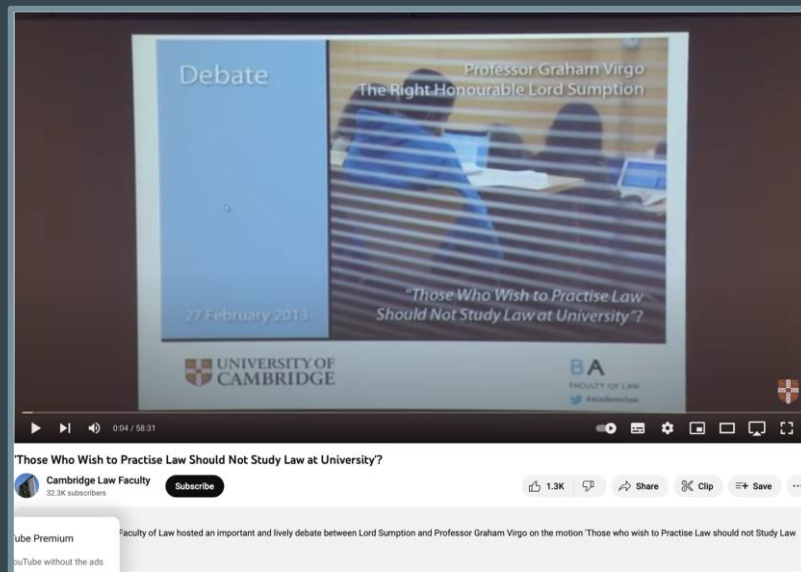 Debate
Professor Graham Virgo
The Right Honourable Lord Sumption
"Those Who Wish to Practise Law
Should Not Study Law at University"?
27 February 2013
UNIVERSITY OF
CAMBRIDGE
BA
FACULTY OF LAW
0:04 / 58:31
'Those Who Wish to Practise Law Should Not Study Law at University'?
Cambridge Law Faculty
32.3K subscribers
Subscribe
1.3K
Share
Clip
Save
Faculty of Law hosted an important and lively debate between Lord Sumption and Professor Graham Virgo on the motion 'Those who wish to Practise Law should not Study Law
ube Premium
ouTube without the ads